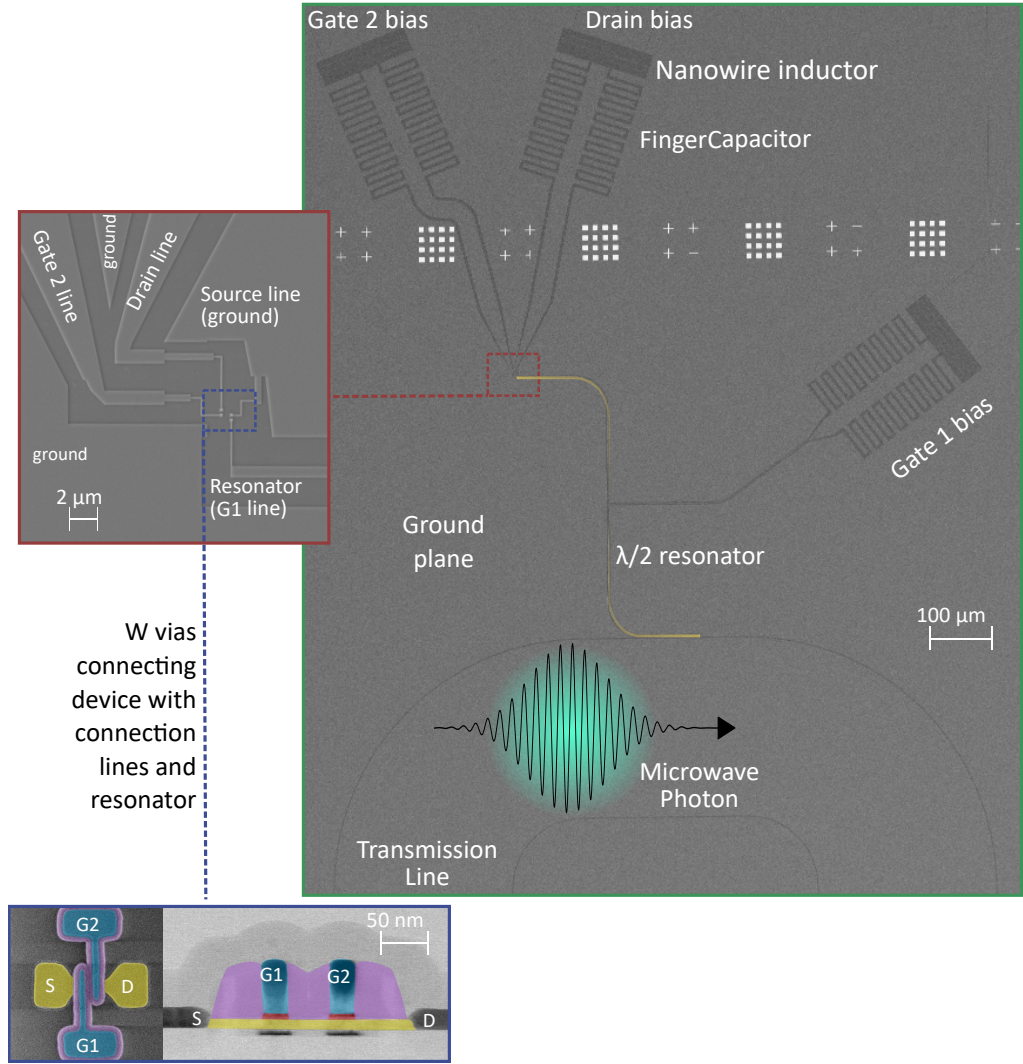 Gate 2 bias
Drain bias
Nanowire inductor
FingerCapacitor
Gate 2 line
ground
Drain line
Source line
(ground)
ground
2 µm
Resonator
(G1 line)
Gate 1 bias
Ground
plane
λ/2 resonator
100 µm
W vias
connecting
device with
connection
lines and
resonator
Microwave
Photon
Transmission
Line
G2
S
D
G1
50 nm
G1
G2
S
D